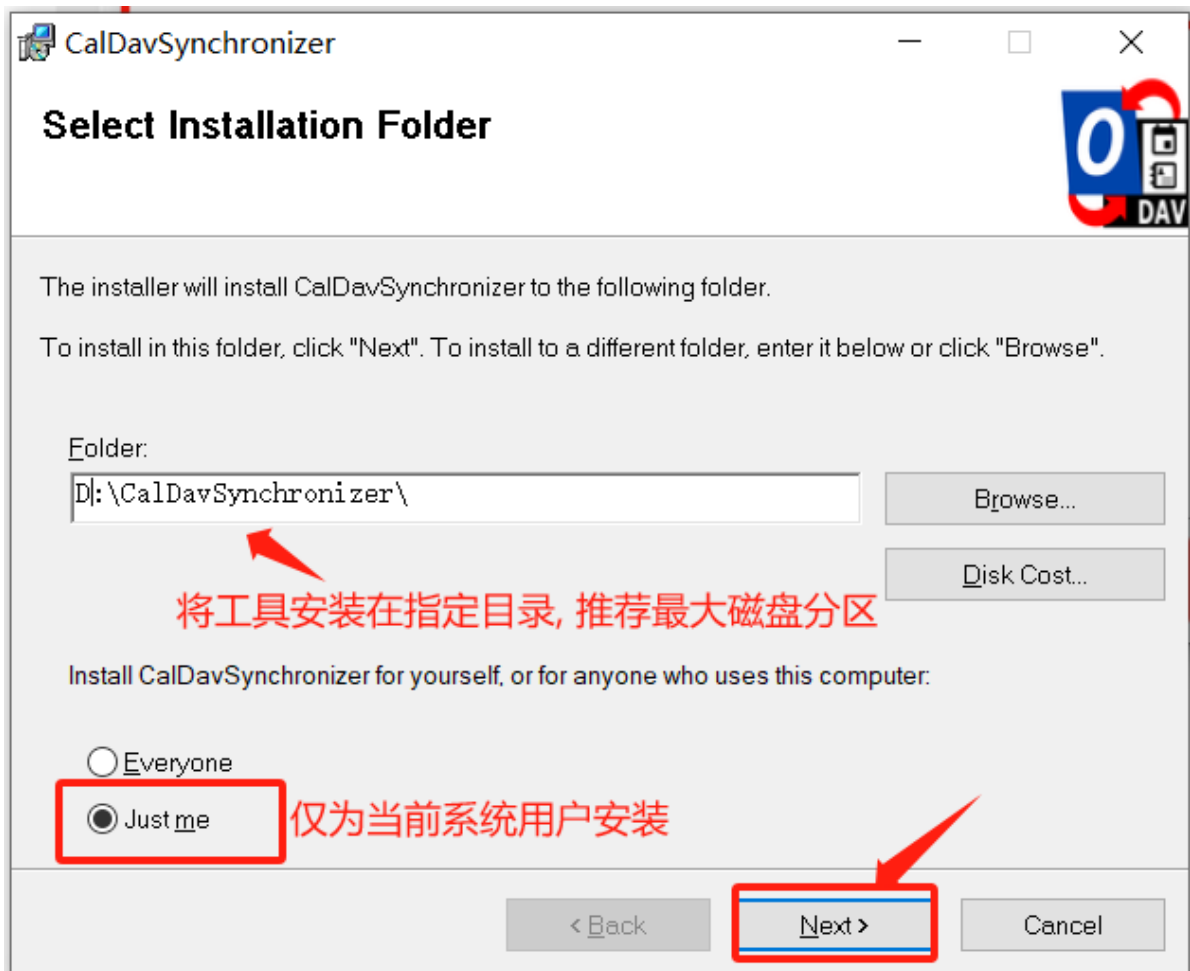 CalDavSynchronizer
Select Installation Folder
O
DAV
The installer will install CalDavSynchronizer to the following folder.
To install in this folder, click "Next". To install to a different folder, enter it below or click "Browse".
Folder:
D:\CalDavSynchronizer\
Browse...
Disk Cost...
将工具安装在指定目录, 推荐最大磁盘分区
Install CalDavSynchronizer for yourself, or for anyone who uses this computer:
Everyone
Just me
仅为当前系统用户安装
< Back
Next >
Cancel